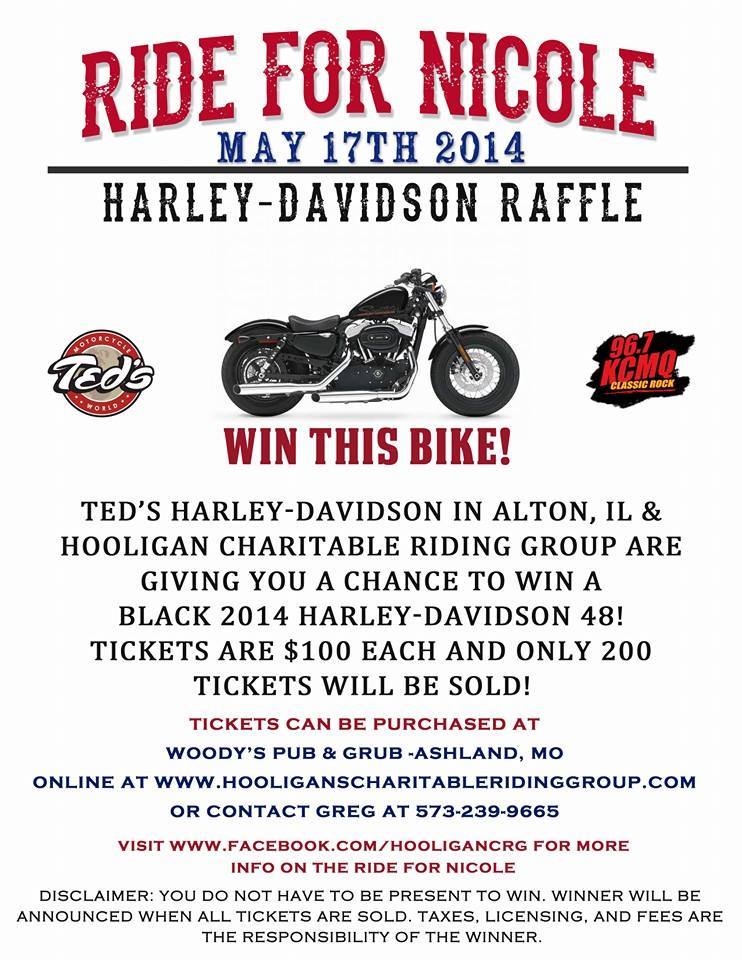 RIDE FOR NICOLE
MAY 17TH 2014
HARLEY-DAVIDSON RAFFLE
MOTORCYCLE
Ted's
WORLD
96.7
KCMQ
CLASSIC ROCK
WIN THIS BIKE!
TED'S HARLEY-DAVIDSON IN ALTON, IL &
HOOLIGAN CHARITABLE RIDING GROUP ARE
GIVING YOU A CHANCE TO WIN A
BLACK 2014 HARLEY-DAVIDSON 48!
TICKETS ARE $100 EACH AND ONLY 200
TICKETS WILL BE SOLD!
TICKETS CAN BE PURCHASED AT
WOODY'S PUB & GRUB -ASHLAND, MO
ONLINE AT WWW.HOOLIGANSCHARITABLERIDINGGROUP.COM
OR CONTACT GREG AT 573-239-9665
VISIT WWW.FACEBOOK.COM/HOOLIGANCRG FOR MORE
INFO ON THE RIDE FOR NICOLE
DISCLAIMER: YOU DO NOT HAVE TO BE PRESENT TO WIN. WINNER WILL BE
ANNOUNCED WHEN ALL TICKETS ARE SOLD. TAXES, LICENSING, AND FEES ARE
THE RESPONSIBILITY OF THE WINNER.